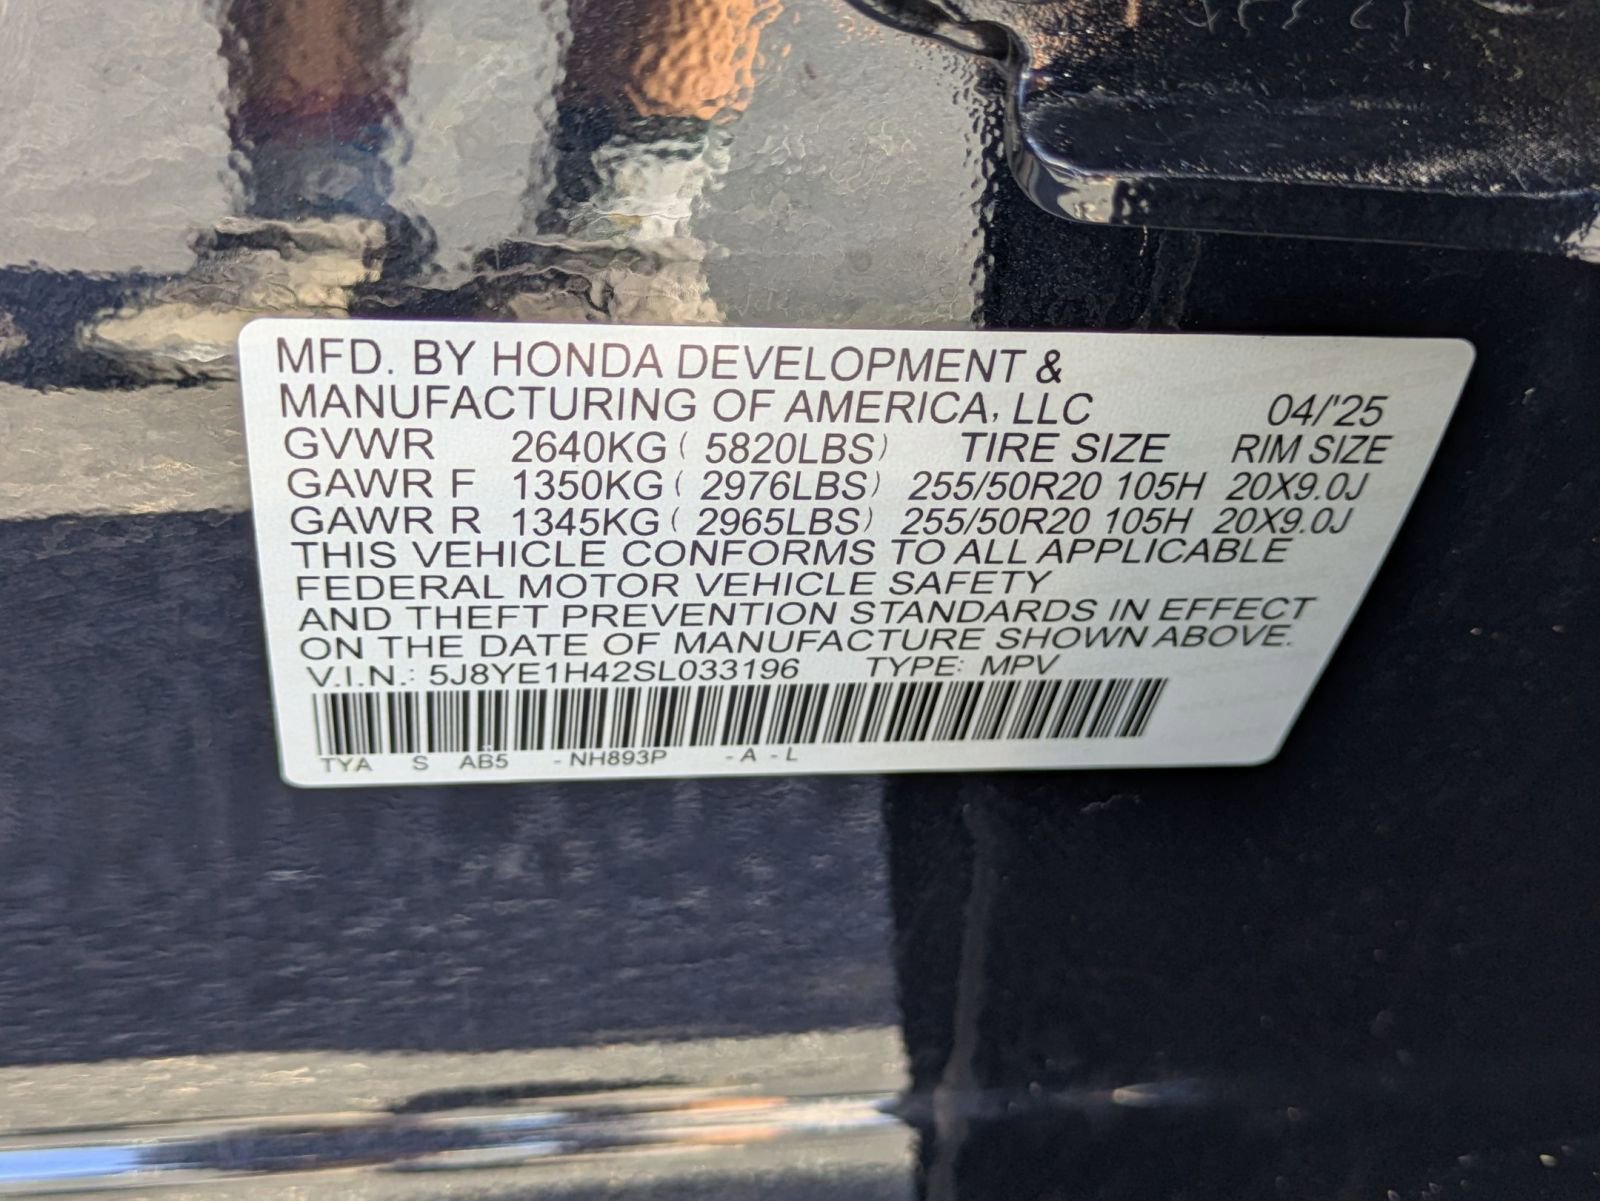 MFD. BY HONDA DEVELOPMENT &
MANUFACTURING OF AMERICA, LLC 04/'25
GVWR 2640KG ( 5820LBS) TIRE SIZE RIM SIZE
GAWR F 1350KG ( 2976LBS) 255/50R20 105H 20X9.0J
GAWR R 1345KG ( 2965LBS) 255/50R20 105H 20X9.0J
THIS VEHICLE CONFORMS TO ALL APPLICABLE
FEDERAL MOTOR VEHICLE SAFETY
AND THEFT PREVENTION STANDARDS IN EFFECT
ON THE DATE OF MANUFACTURE SHOWN ABOVE.
V.I.N.: 5J8YE1H42SL033196 TYPE: MPV
TYA S AB5 -NH893P -A -L